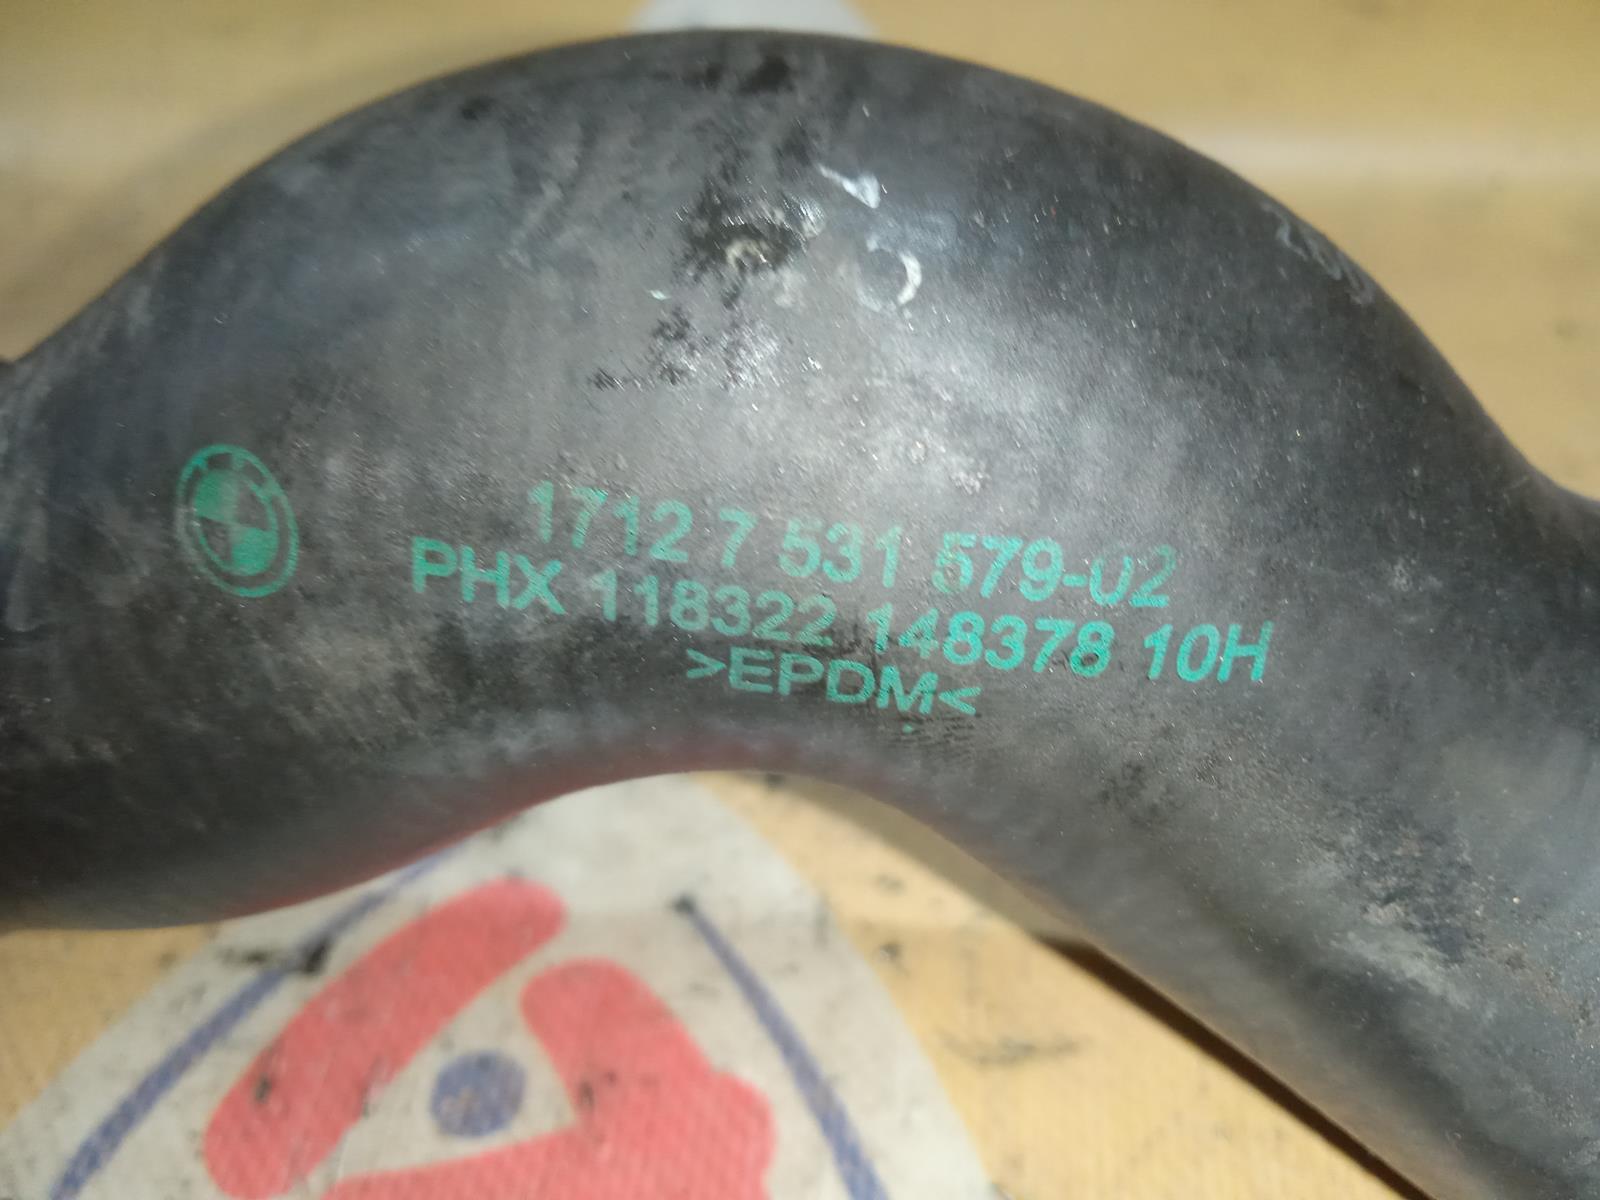 1712 7 531 579-02
PHX 118322 148378 10H
>EPDM<